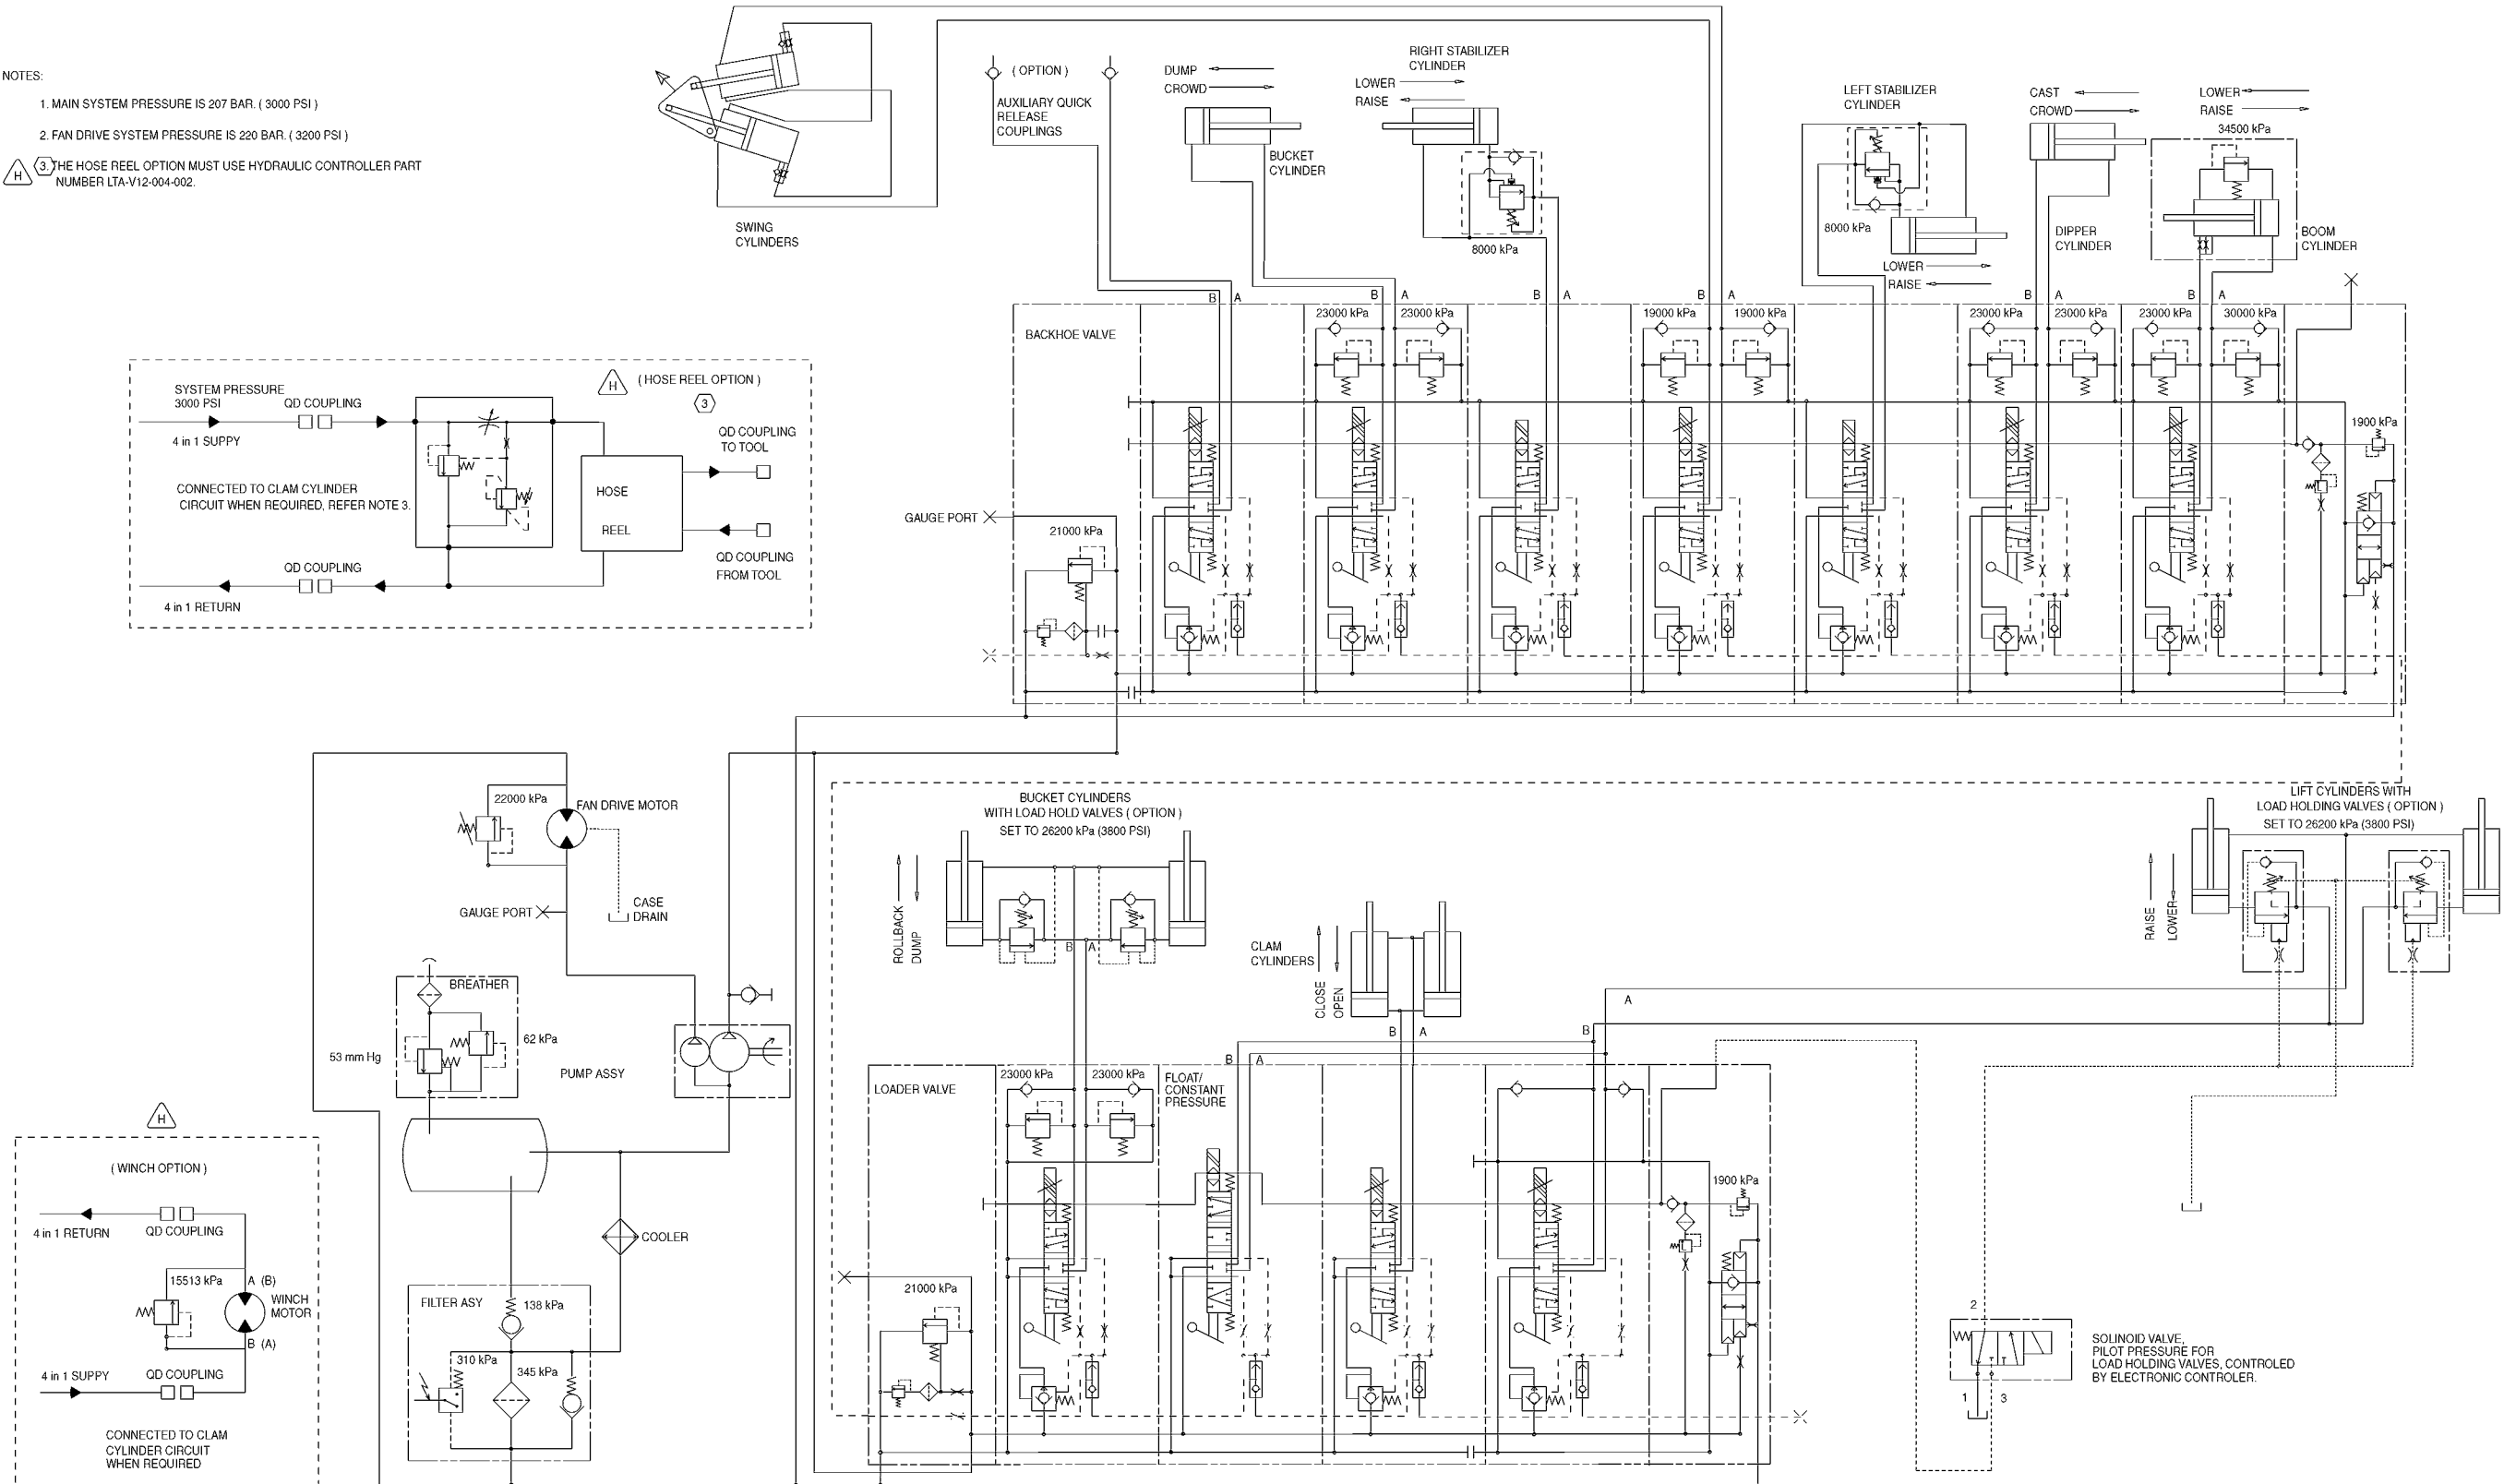 NOTES:
1. MAIN SYSTEM PRESSURE IS 207 BAR. ( 3000 PSI )
2. FAN DRIVE SYSTEM PRESSURE IS 220 BAR. ( 3200 PSI )
H
3. THE HOSE REEL OPTION MUST USE HYDRAULIC CONTROLLER PART
NUMBER LTA-V12-004-002.
SWING
CYLINDERS
( OPTION )
AUXILIARY QUICK
RELEASE
COUPLINGS
DUMP
CROWD
BUCKET
CYLINDER
RIGHT STABILIZER
CYLINDER
LOWER
RAISE
8000 kPa
LEFT STABILIZER
CYLINDER
8000 kPa
LOWER
RAISE
CAST
CROWD
DIPPER
CYLINDER
LOWER
RAISE
34500 kPa
BOOM
CYLINDER
B A
B A
B A
B A
B A
B A
BACKHOE VALVE
23000 kPa
23000 kPa
19000 kPa
19000 kPa
23000 kPa
23000 kPa
23000 kPa
30000 kPa
1900 kPa
GAUGE PORT
21000 kPa
SYSTEM PRESSURE
3000 PSI
QD COUPLING
H
( HOSE REEL OPTION )
3
4 in 1 SUPPY
QD COUPLING
TO TOOL
CONNECTED TO CLAM CYLINDER
CIRCUIT WHEN REQUIRED, REFER NOTE 3.
HOSE
REEL
QD COUPLING
FROM TOOL
QD COUPLING
4 in 1 RETURN
22000 kPa
FAN DRIVE MOTOR
GAUGE PORT
CASE
DRAIN
BREATHER
53 mm Hg
62 kPa
PUMP ASSY
COOLER
FILTER ASY
138 kPa
310 kPa
345 kPa
H
( WINCH OPTION )
4 in 1 RETURN
QD COUPLING
15513 kPa
A (B)
WINCH
MOTOR
B (A)
4 in 1 SUPPY
QD COUPLING
CONNECTED TO CLAM
CYLINDER CIRCUIT
WHEN REQUIRED
BUCKET CYLINDERS
WITH LOAD HOLD VALVES ( OPTION )
SET TO 26200 kPa (3800 PSI)
ROLLBACK
DUMP
B A
CLAM
CYLINDERS
CLOSE
OPEN
B A
B A
B
A
LOADER VALVE
23000 kPa
23000 kPa
FLOAT/
CONSTANT
PRESSURE
21000 kPa
1900 kPa
LIFT CYLINDERS WITH
LOAD HOLDING VALVES ( OPTION )
SET TO 26200 kPa (3800 PSI)
RAISE
LOWER
2
1
3
SOLINOID VALVE,
PILOT PRESSURE FOR
LOAD HOLDING VALVES, CONTROLED
BY ELECTRONIC CONTROLER.